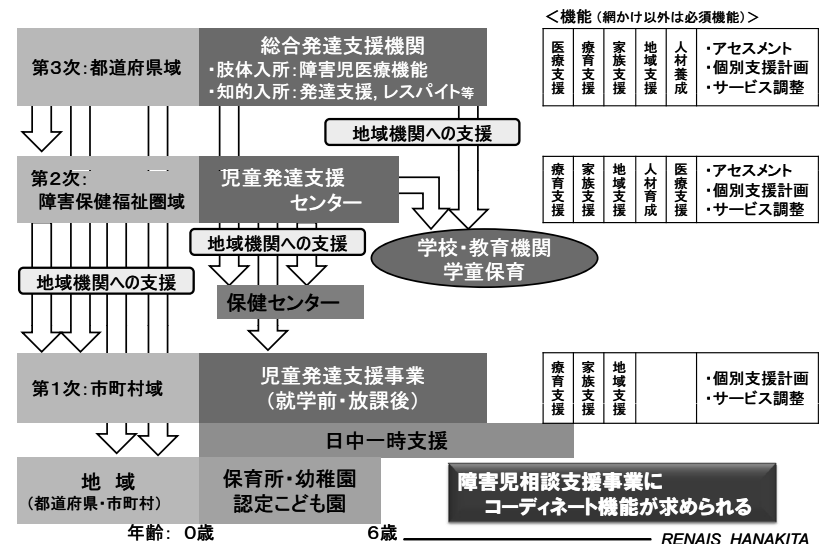 ＜機能（網かけ以外は必須機能）＞
第3次：都道府県域
総合発達支援機関
・肢体入所：障害児医療機能
・知的入所：発達支援，レスパイト等
医療支援
療育支援
家族支援
地域支援
人材養成
・アセスメント
・個別支援計画
・サービス調整
地域機関への支援
第2次：
障害保健福祉圏域
児童発達支援
センター
療育支援
家族支援
地域支援
人材育成
医療支援
・アセスメント
・個別支援計画
・サービス調整
地域機関への支援
学校・教育機関
学童保育
地域機関への支援
保健センター
第1次：市町村域
児童発達支援事業
（就学前・放課後）
療育支援
家族支援
地域支援
・個別支援計画
・サービス調整
日中一時支援
地 域
（都道府県・市町村）
保育所・幼稚園
認定こども園
障害児相談支援事業に
コーディネート機能が求められる
年齢： 0歳
6歳
RENAIS HANAKITA